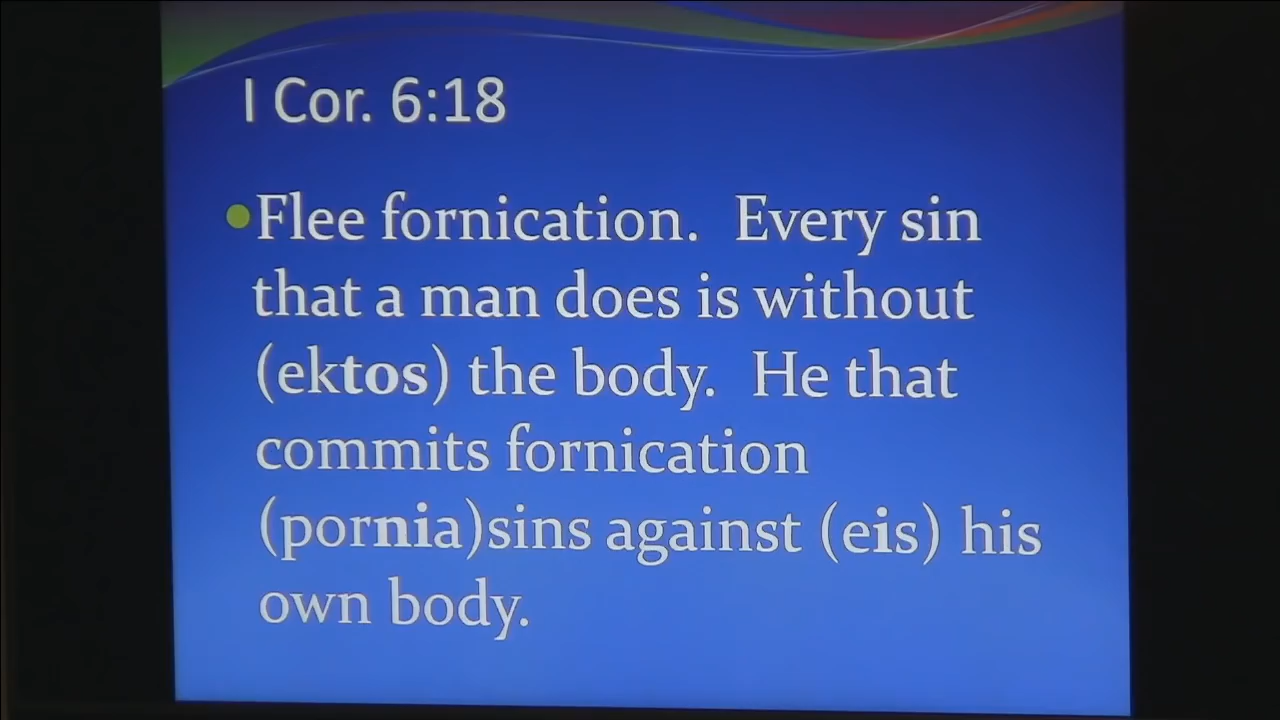 I Cor. 6:18
Flee fornication. Every sin
that a man does is without
(ektos) the body. He that
commits fornication
(pornia)sins against (eis) his
own body.